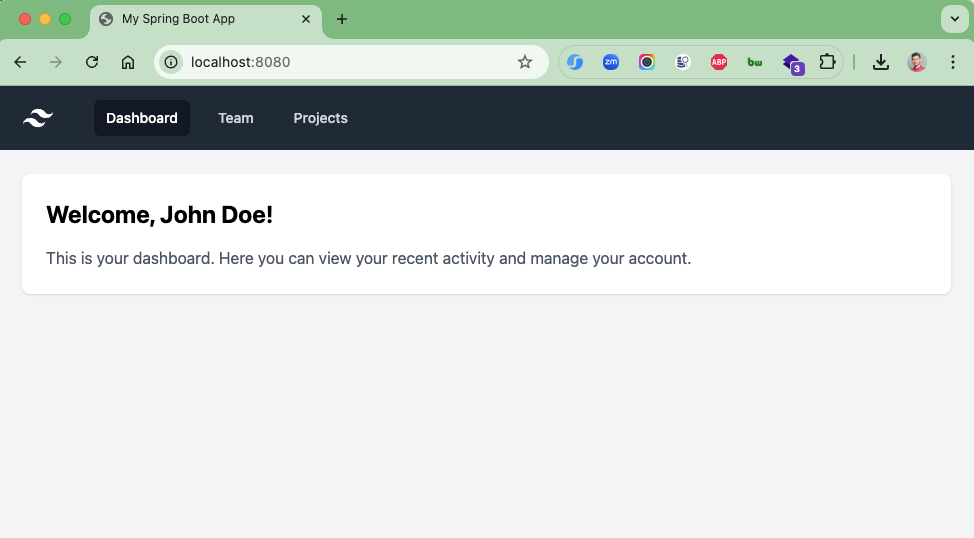 My Spring Boot App
localhost:8080
zm
ABP
bw
3
Dashboard Team Projects
Welcome, John Doe!
This is your dashboard. Here you can view your recent activity and manage your account.